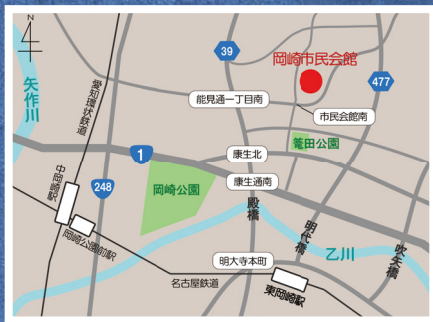 N
39
岡崎市民会館
477
矢作川
愛知環状鉄道
能見通一丁目南
市民会館南
籠田公園
1
康生北
中岡崎駅
248
岡崎公園
康生通南
岡崎公園前駅
殿橋
明代橋
吹矢橋
乙川
明大寺本町
名古屋鉄道
東岡崎駅